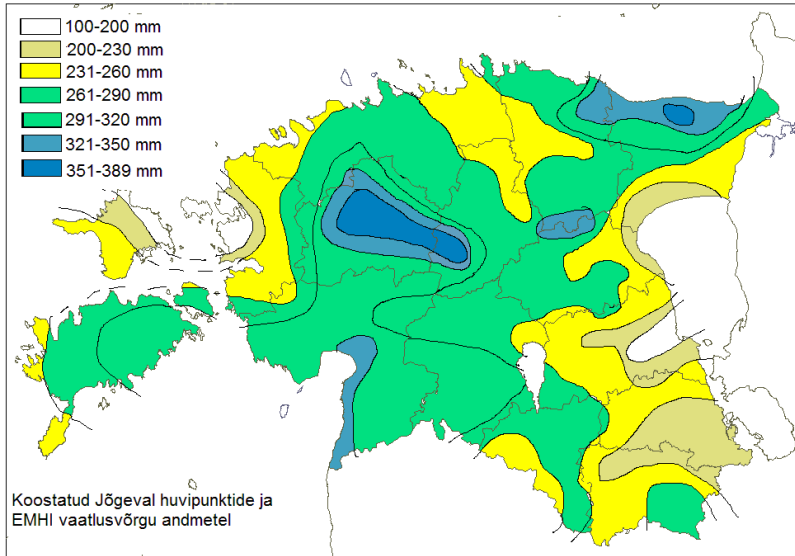 100-200 mm
200-230 mm
231-260 mm
261-290 mm
291-320 mm
321-350 mm
351-389 mm
Koostatud Jõgeval huvipunktide ja
EMHI vaatlusvõrgu andmetel